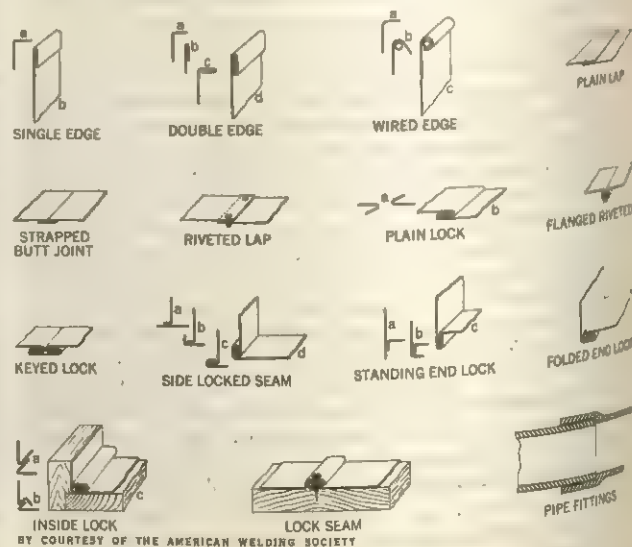 a
b
SINGLE EDGE
a
b
c
d
DOUBLE EDGE
a
b
c
WIRED EDGE
PLAIN LAP
STRAPPED
BUTT JOINT
RIVETED LAP
a
b
PLAIN LOCK
FLANGED RIVETED
KEYED LOCK
a
b
c
d
SIDE LOCKED SEAM
a
b
c
STANDING END LOCK
FOLDED END LOCK
a
b
c
INSIDE LOCK
LOCK SEAM
PIPE FITTINGS
BY COURTESY OF THE AMERICAN WELDING SOCIETY